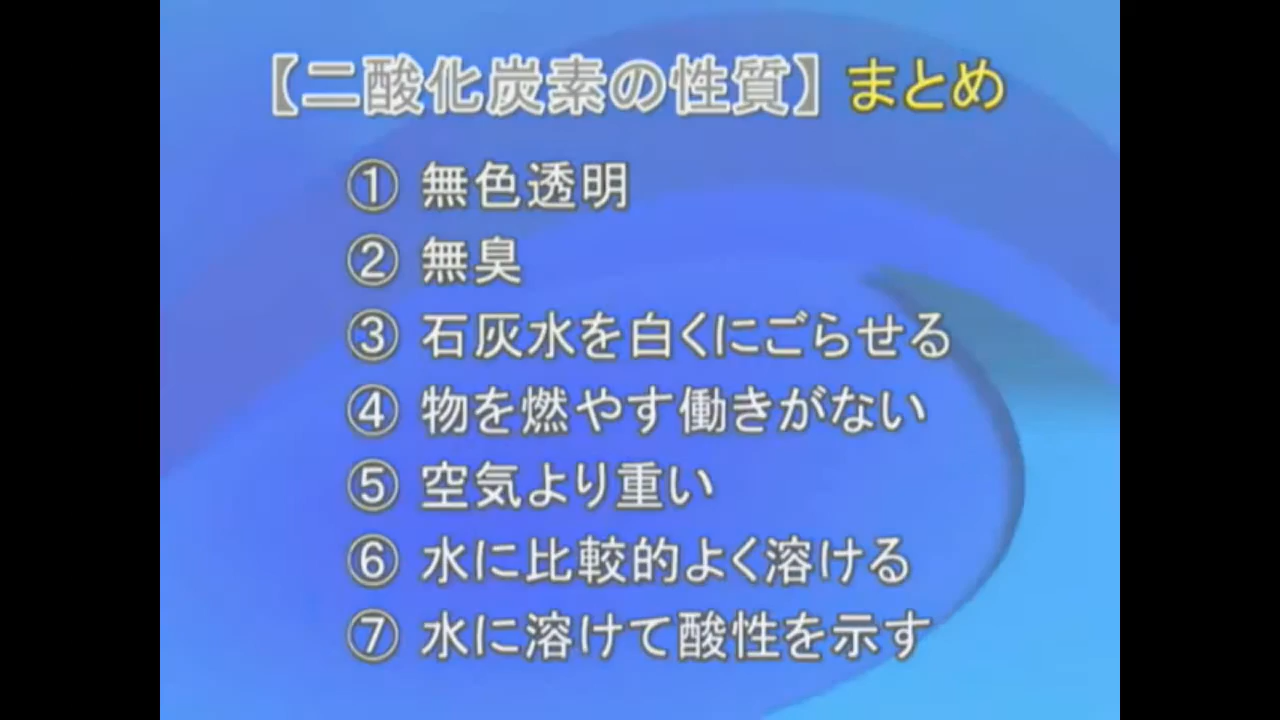 【二酸化炭素の性質】まとめ
① 無色透明
② 無臭
③ 石灰水を白くにごらせる
④ 物を燃やす働きがない
⑤ 空気より重い
⑥ 水に比較的よく溶ける
⑦ 水に溶けて酸性を示す